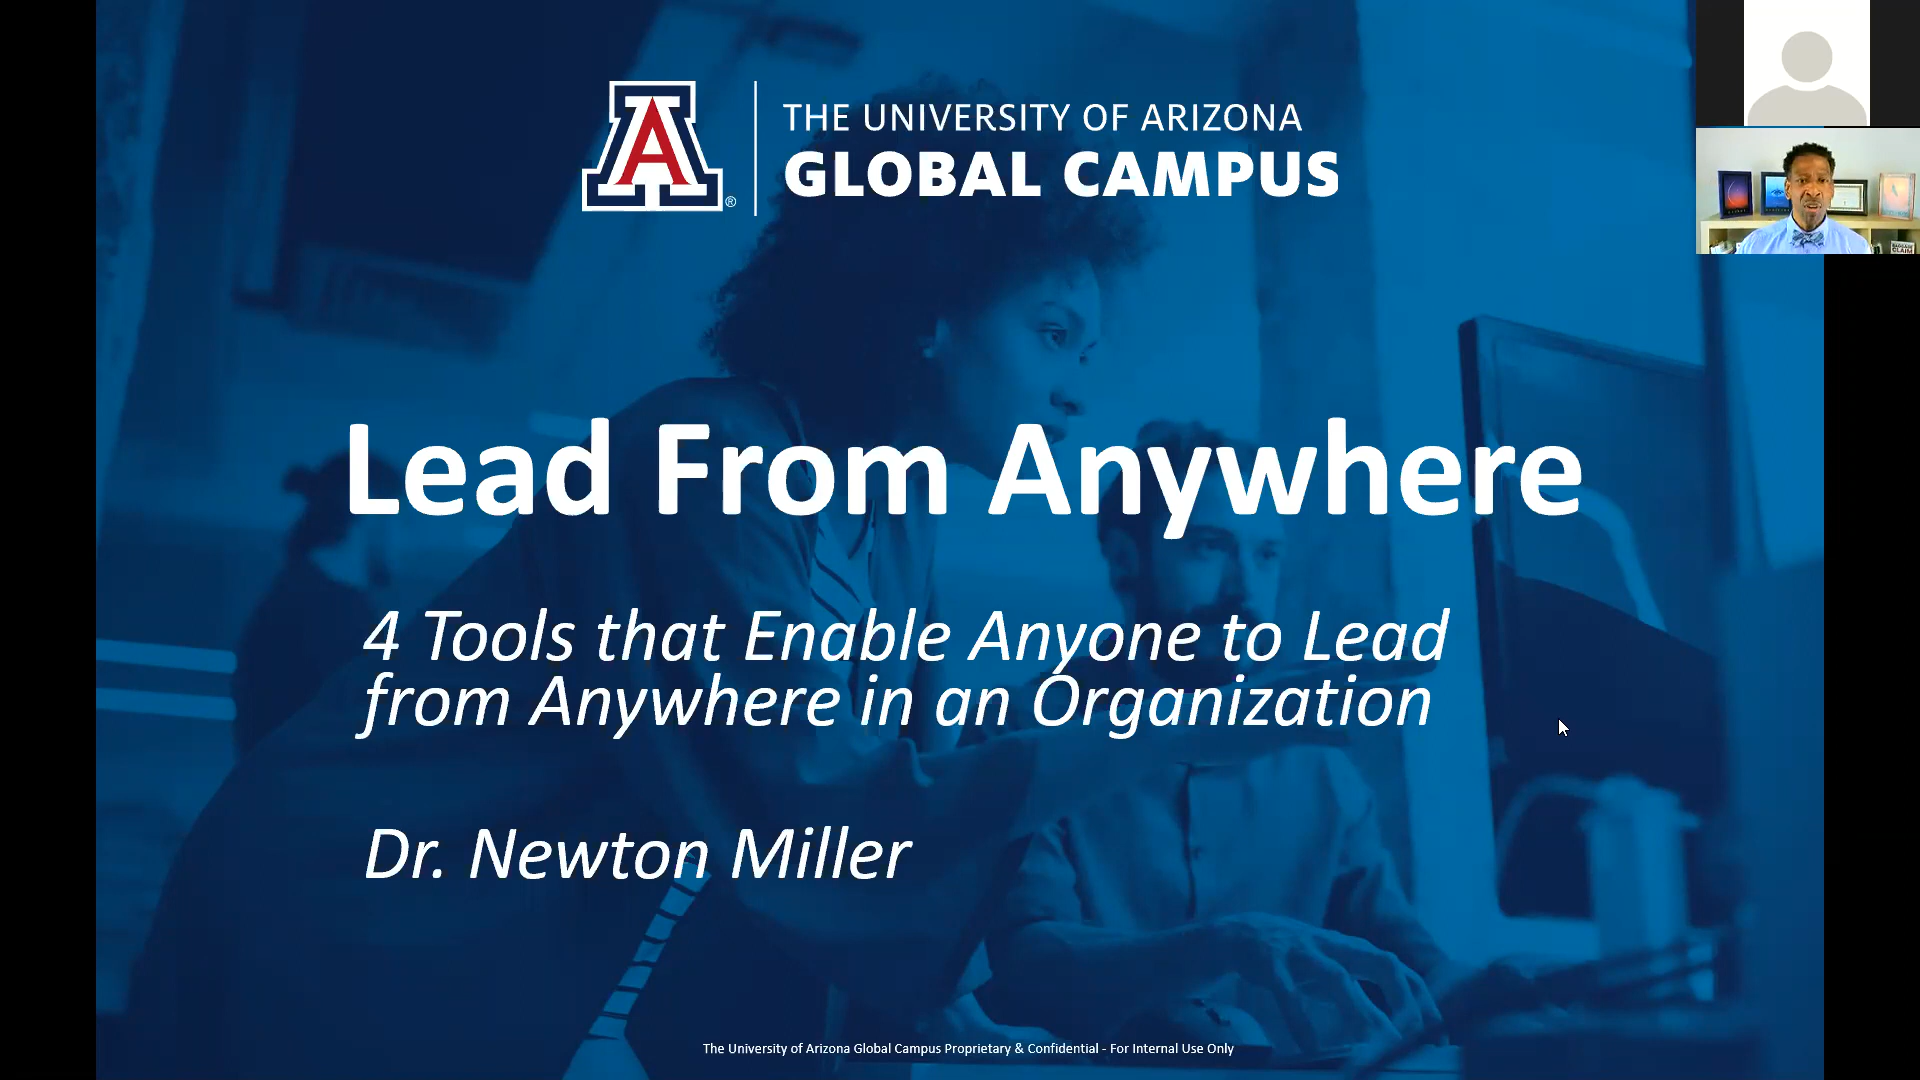 THE UNIVERSITY OF ARIZONA
GLOBAL CAMPUS
A
®
Lead From Anywhere
4 Tools that Enable Anyone to Lead
from Anywhere in an Organization
Dr. Newton Miller
The University of Arizona Global Campus Proprietary & Confidential - For Internal Use Only